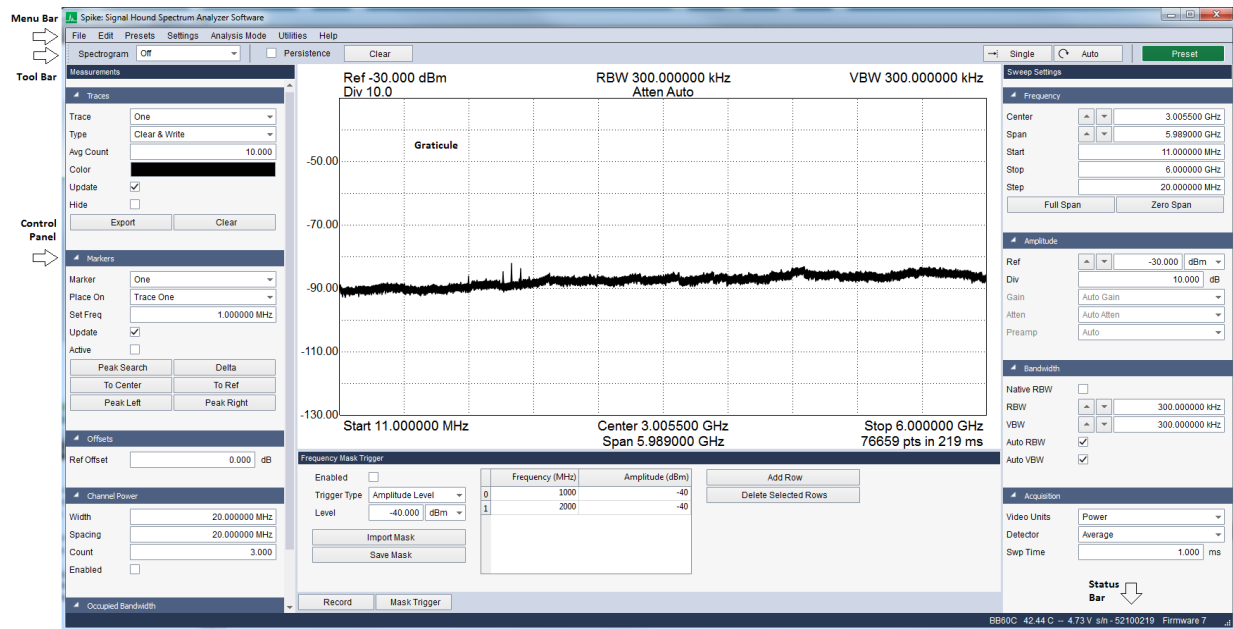 Menu Bar
Spike: Signal Hound Spectrum Analyzer Software
File Edit Presets Settings Analysis Mode Utilities Help
Spectrogram Off Persistence Clear Single Auto Preset
Tool Bar
Measurements
Traces
Trace One
Type Clear & Write
Avg Count 10.000
Color
Update
Hide
Export Clear
Control
Panel
Markers
Marker One
Place On Trace One
Set Freq 1.000000 MHz
Update
Active
Peak Search Delta
To Center To Ref
Peak Left Peak Right
Offsets
Ref Offset 0.000 dB
Channel Power
Width 20.000000 MHz
Spacing 20.000000 MHz
Count 3.000
Enabled
Occupied Bandwidth
Ref -30.000 dBm RBW 300.000000 kHz VBW 300.000000 kHz
Div 10.0 Atten Auto
Graticule
-50.00
-70.00
-90.00
-110.00
-130.00
Start 11.000000 MHz Center 3.005500 GHz Stop 6.000000 GHz
Span 5.989000 GHz 76659 pts in 219 ms
Frequency Mask Trigger
Enabled
Trigger Type Amplitude Level
Level -40.000 dBm
Import Mask
Save Mask
Frequency (MHz) Amplitude (dBm)
0 1000 -40
1 2000 -40
Add Row
Delete Selected Rows
Record Mask Trigger
Sweep Settings
Frequency
Center 3.005500 GHz
Span 5.989000 GHz
Start 11.000000 MHz
Stop 6.000000 GHz
Step 20.000000 MHz
Full Span Zero Span
Amplitude
Ref -30.000 dBm
Div 10.000 dB
Gain Auto Gain
Atten Auto Atten
Preamp Auto
Bandwidth
Native RBW
RBW 300.000000 kHz
VBW 300.000000 kHz
Auto RBW
Auto VBW
Acquisition
Video Units Power
Detector Average
Swp Time 1.000 ms
Status
Bar
BB60C 42.44 C -- 4.73 V s/n - 52100219 Firmware 7